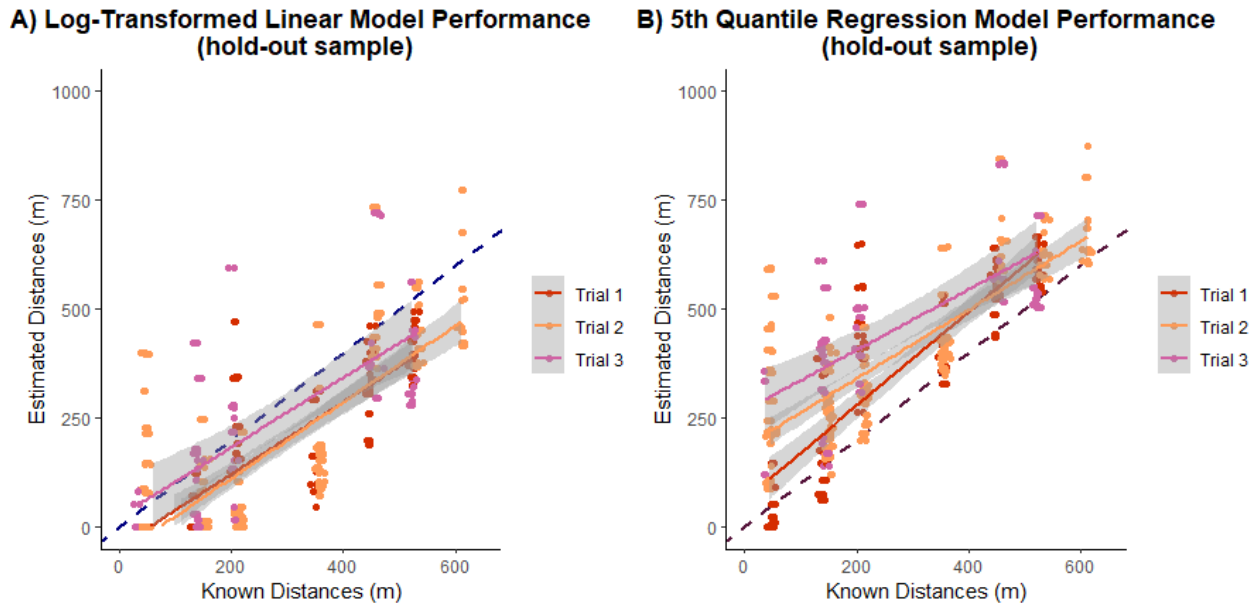 A) Log-Transformed Linear Model Performance
(hold-out sample)
1000
750
500
250
0
Estimated Distances (m)
0 200 400 600
Known Distances (m)
Trial 1
Trial 2
Trial 3
B) 5th Quantile Regression Model Performance
(hold-out sample)
1000
750
500
250
0
Estimated Distances (m)
0 200 400 600
Known Distances (m)
Trial 1
Trial 2
Trial 3